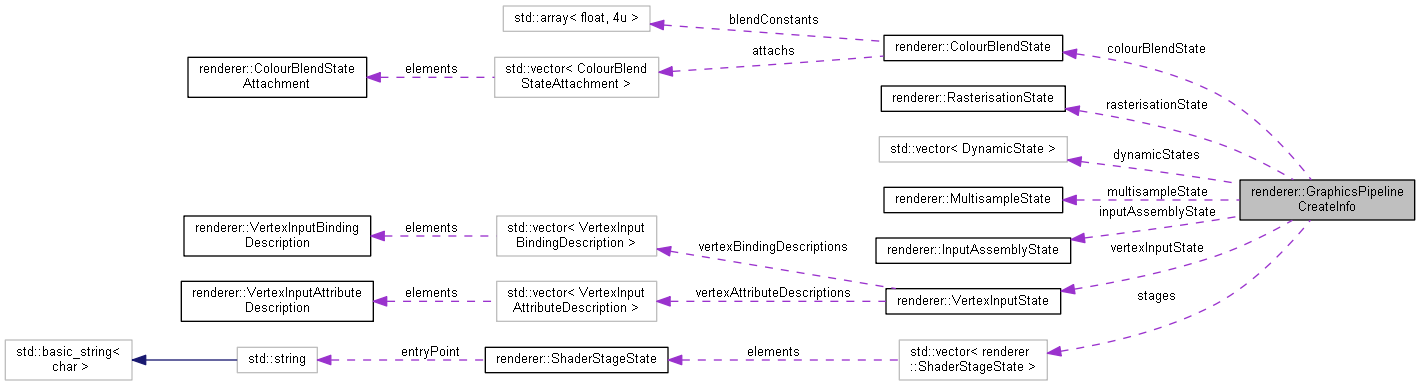 std::array< float, 4u >
blendConstants
renderer::ColourBlendState
colourBlendState
attachs
renderer::ColourBlendState
Attachment
elements
std::vector< ColourBlend
StateAttachment >
renderer::RasterisationState
rasterisationState
std::vector< DynamicState >
dynamicStates
renderer::MultisampleState
multisampleState
renderer::GraphicsPipeline
CreateInfo
inputAssemblyState
renderer::InputAssemblyState
renderer::VertexInputBinding
Description
elements
std::vector< VertexInput
BindingDescription >
vertexBindingDescriptions
vertexInputState
renderer::VertexInputAttribute
Description
elements
std::vector< VertexInput
AttributeDescription >
vertexAttributeDescriptions
renderer::VertexInputState
stages
std::basic_string<
char >
std::string
entryPoint
renderer::ShaderStageState
elements
std::vector< renderer
::ShaderStageState >